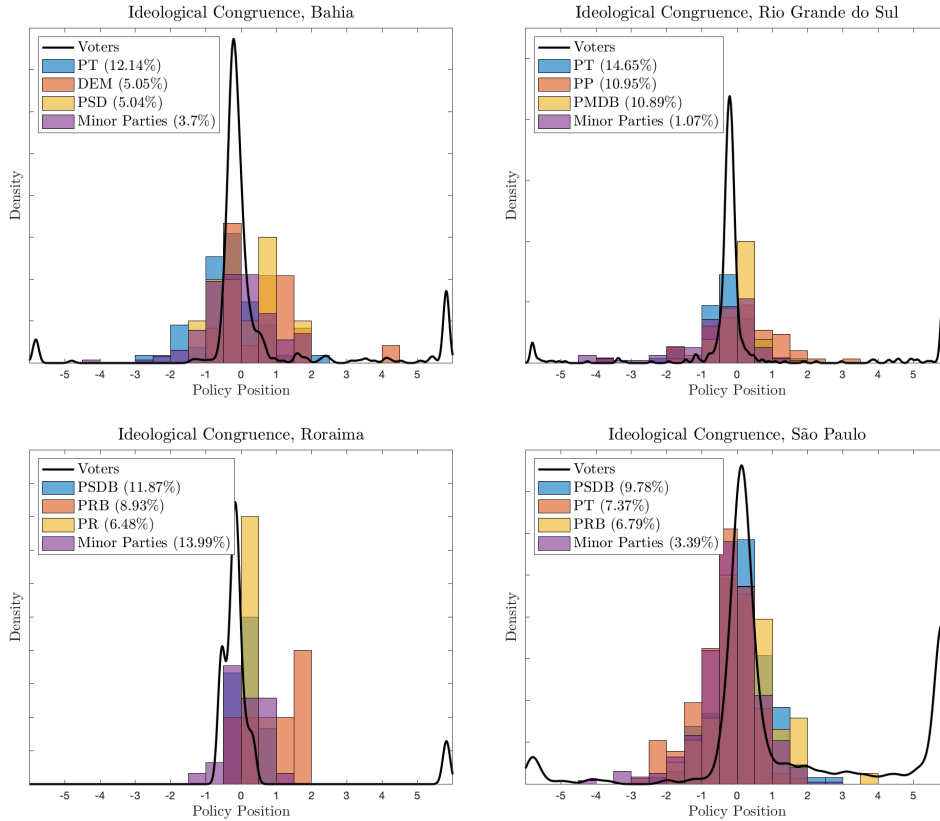 Ideological Congruence, Bahia
Voters
PT (12.14%)
DEM (5.05%)
PSD (5.04%)
Minor Parties (3.7%)
Density
-5 -4 -3 -2 -1 0 1 2 3 4 5
Policy Position
Ideological Congruence, Rio Grande do Sul
Voters
PT (14.65%)
PP (10.95%)
PMDB (10.89%)
Minor Parties (1.07%)
Density
-5 -4 -3 -2 -1 0 1 2 3 4 5
Policy Position
Ideological Congruence, Roraima
Voters
PSDB (11.87%)
PRB (8.93%)
PR (6.48%)
Minor Parties (13.99%)
Density
-5 -4 -3 -2 -1 0 1 2 3 4 5
Policy Position
Ideological Congruence, São Paulo
Voters
PSDB (9.78%)
PT (7.37%)
PRB (6.79%)
Minor Parties (3.39%)
Density
-5 -4 -3 -2 -1 0 1 2 3 4 5
Policy Position